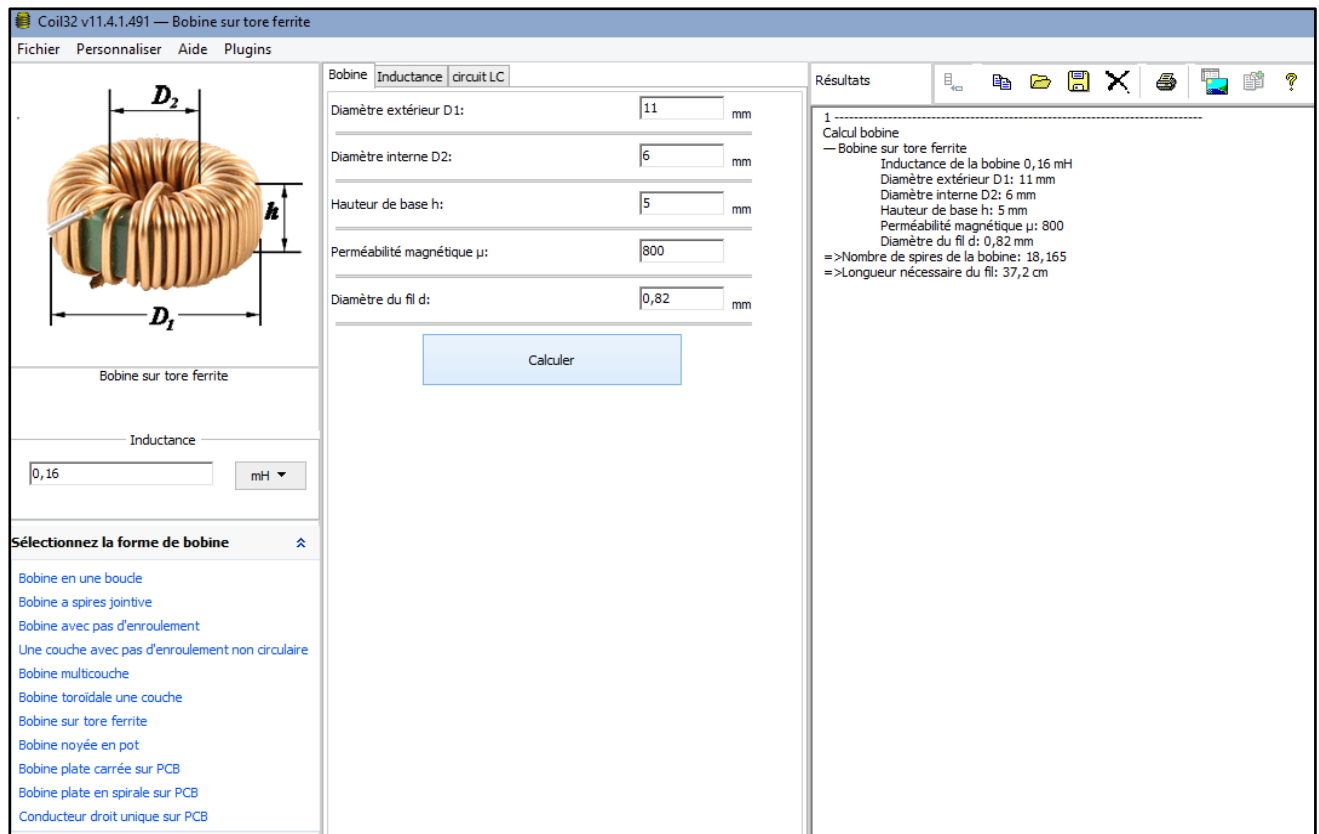 Coil32 v11.4.1.491 — Bobine sur tore ferrite
Fichier Personnaliser Aide Plugins
D2
h
D1
Bobine sur tore ferrite
Inductance
0,16 mH
Sélectionnez la forme de bobine
Bobine en une boucle
Bobine a spires jointive
Bobine avec pas d'enroulement
Une couche avec pas d'enroulement non circulaire
Bobine multicouche
Bobine toroïdale une couche
Bobine sur tore ferrite
Bobine noyée en pot
Bobine plate carrée sur PCB
Bobine plate en spirale sur PCB
Conducteur droit unique sur PCB
Bobine Inductance circuit LC
Diamètre extérieur D1: 11 mm
Diamètre interne D2: 6 mm
Hauteur de base h: 5 mm
Perméabilité magnétique µ: 800
Diamètre du fil d: 0,82 mm
Calculer
Résultats
1 ----------------------------------------------------------------------------
Calcul bobine
— Bobine sur tore ferrite
Inductance de la bobine 0,16 mH
Diamètre extérieur D1: 11 mm
Diamètre interne D2: 6 mm
Hauteur de base h: 5 mm
Perméabilité magnétique µ: 800
Diamètre du fil d: 0,82 mm
=>Nombre de spires de la bobine: 18,165
=>Longueur nécessaire du fil: 37,2 cm